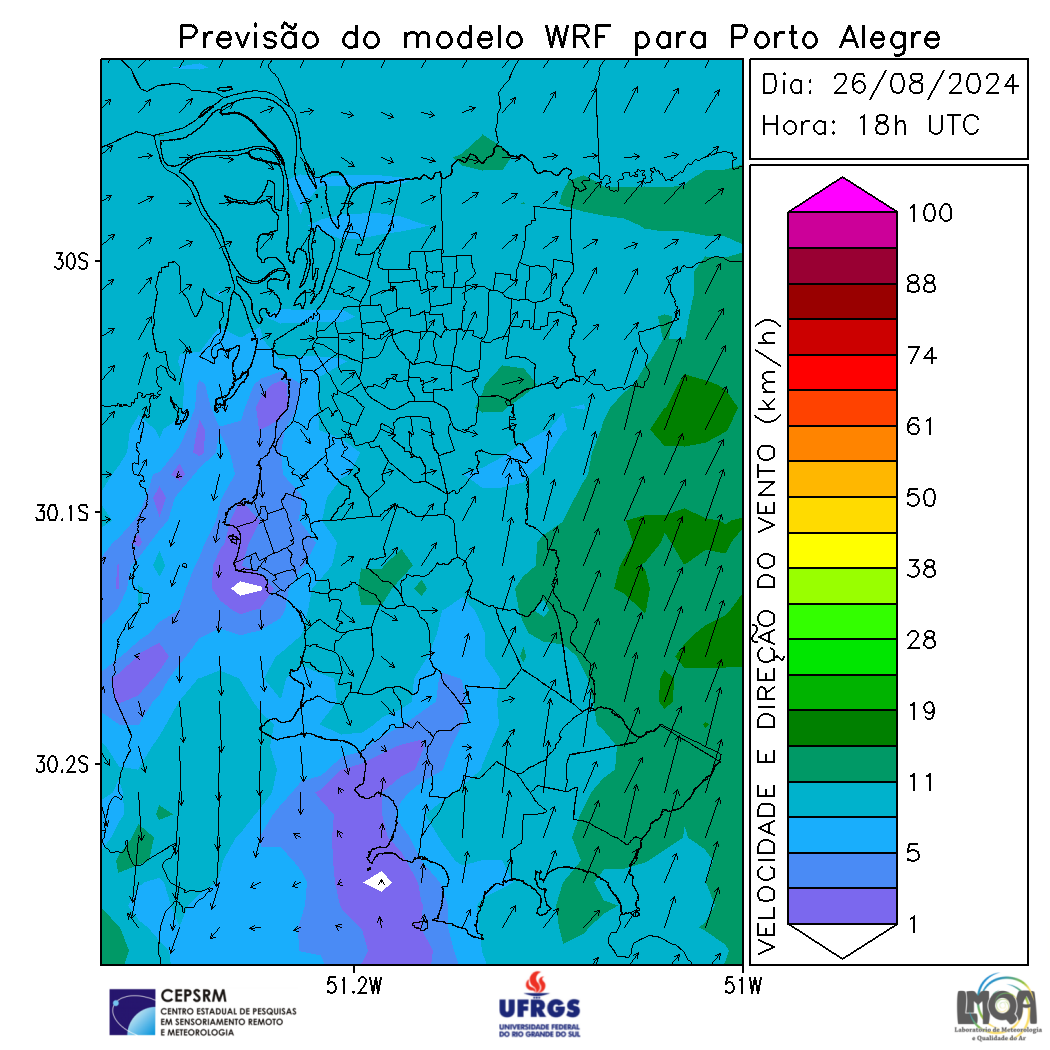 Previsão do modelo WRF para Porto Alegre
Dia: 26/08/2024
Hora: 18h UTC
30S
30.1S
30.2S
51.2W
51W
VELOCIDADE E DIREÇÃO DO VENTO (km/h)
100
88
74
61
50
38
28
19
11
5
1
CEPSRM
CENTRO ESTADUAL DE PESQUISAS
EM SENSORIAMENTO REMOTO
E METEOROLOGIA
UFRGS
UNIVERSIDADE FEDERAL
DO RIO GRANDE DO SUL
LMQA
Laboratório de Meteorologia
e Qualidade do Ar